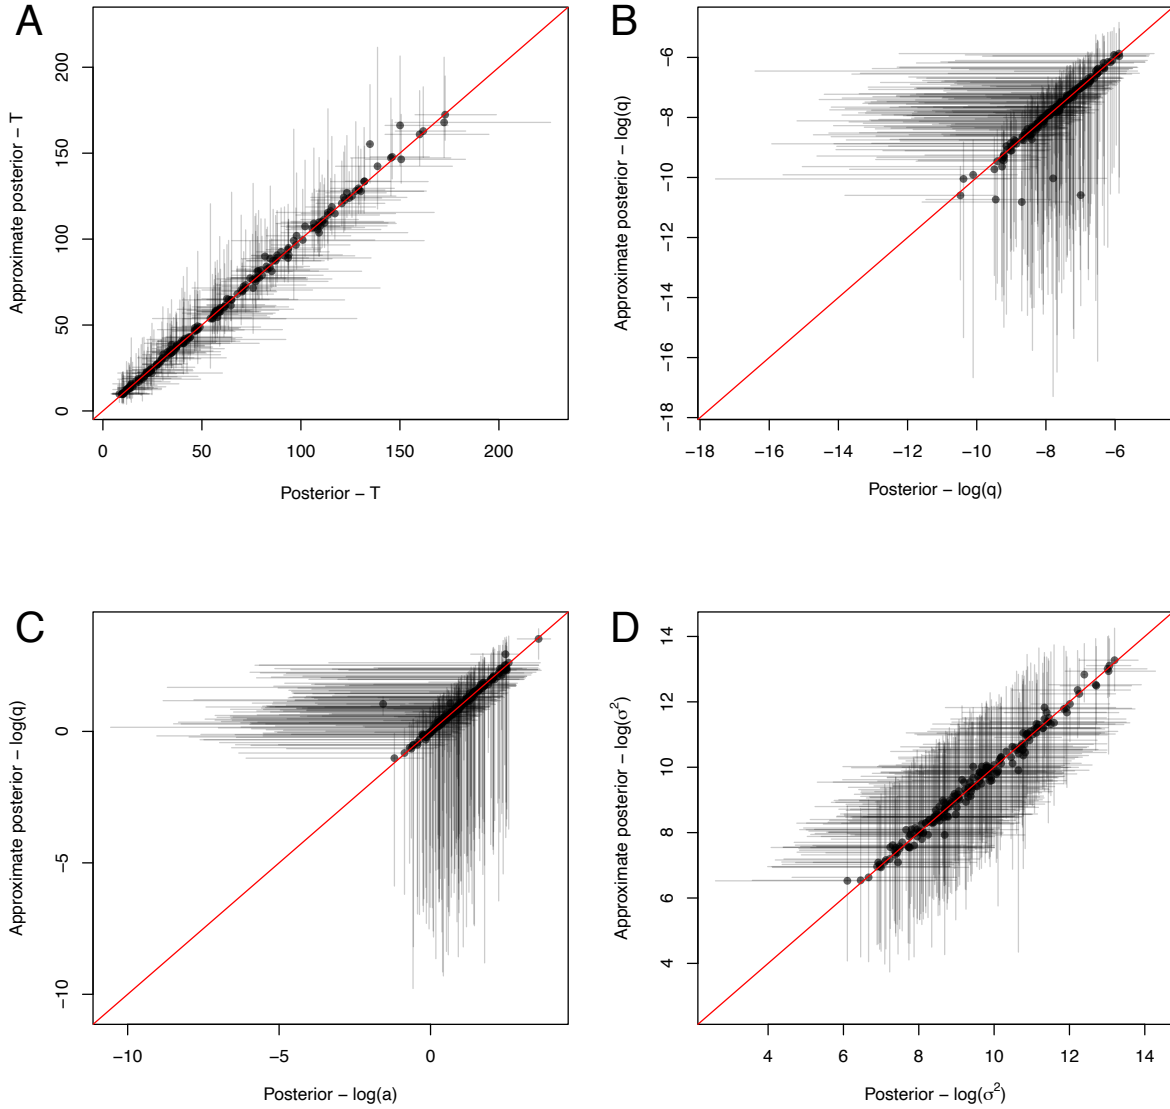 A
Approximate posterior − T
200
150
100
50
0
0 50 100 150 200
Posterior − T
B
Approximate posterior − log(q)
−6
−8
−10
−12
−14
−16
−18
−18 −16 −14 −12 −10 −8 −6
Posterior − log(q)
C
Approximate posterior − log(q)
0
−5
−10
−10 −5 0
Posterior − log(a)
D
Approximate posterior − log(σ²)
14
12
10
8
6
4
4 6 8 10 12 14
Posterior − log(σ²)